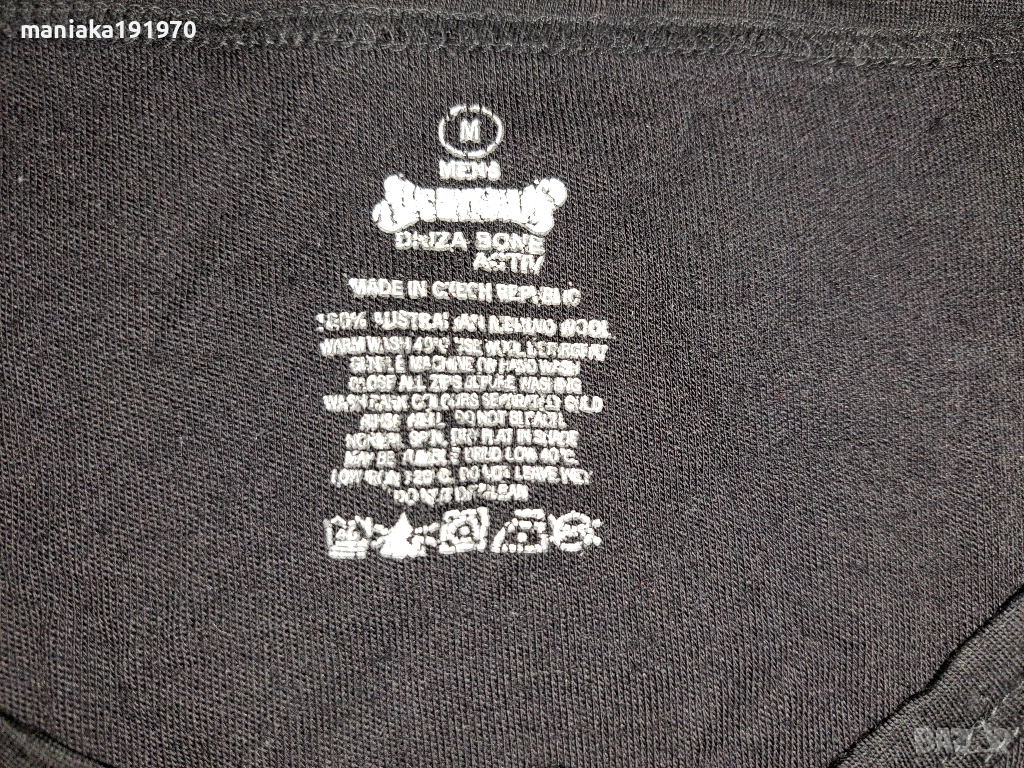 maniaka191970
M
MENS
DRIZA BONE
ACTIV
MADE IN CZECH REPUBLIC
100% AUSTRALIAN MERINO WOOL
WARM WASH 40°C USE WOOL DETERGENT
GENTLE MACHINE OR HAND WASH
CLOSE ALL ZIPS BEFORE WASHING
WASH DARK COLOURS SEPARATELY COLD
RINSE WELL DO NOT BLEACH
NORMAL SPIN, DRY FLAT IN SHADE
MAY BE TUMBLE DRIED LOW 40°C
LOW IRON 120°C. DO NOT LEAVE WET
DO NOT DRYCLEAN